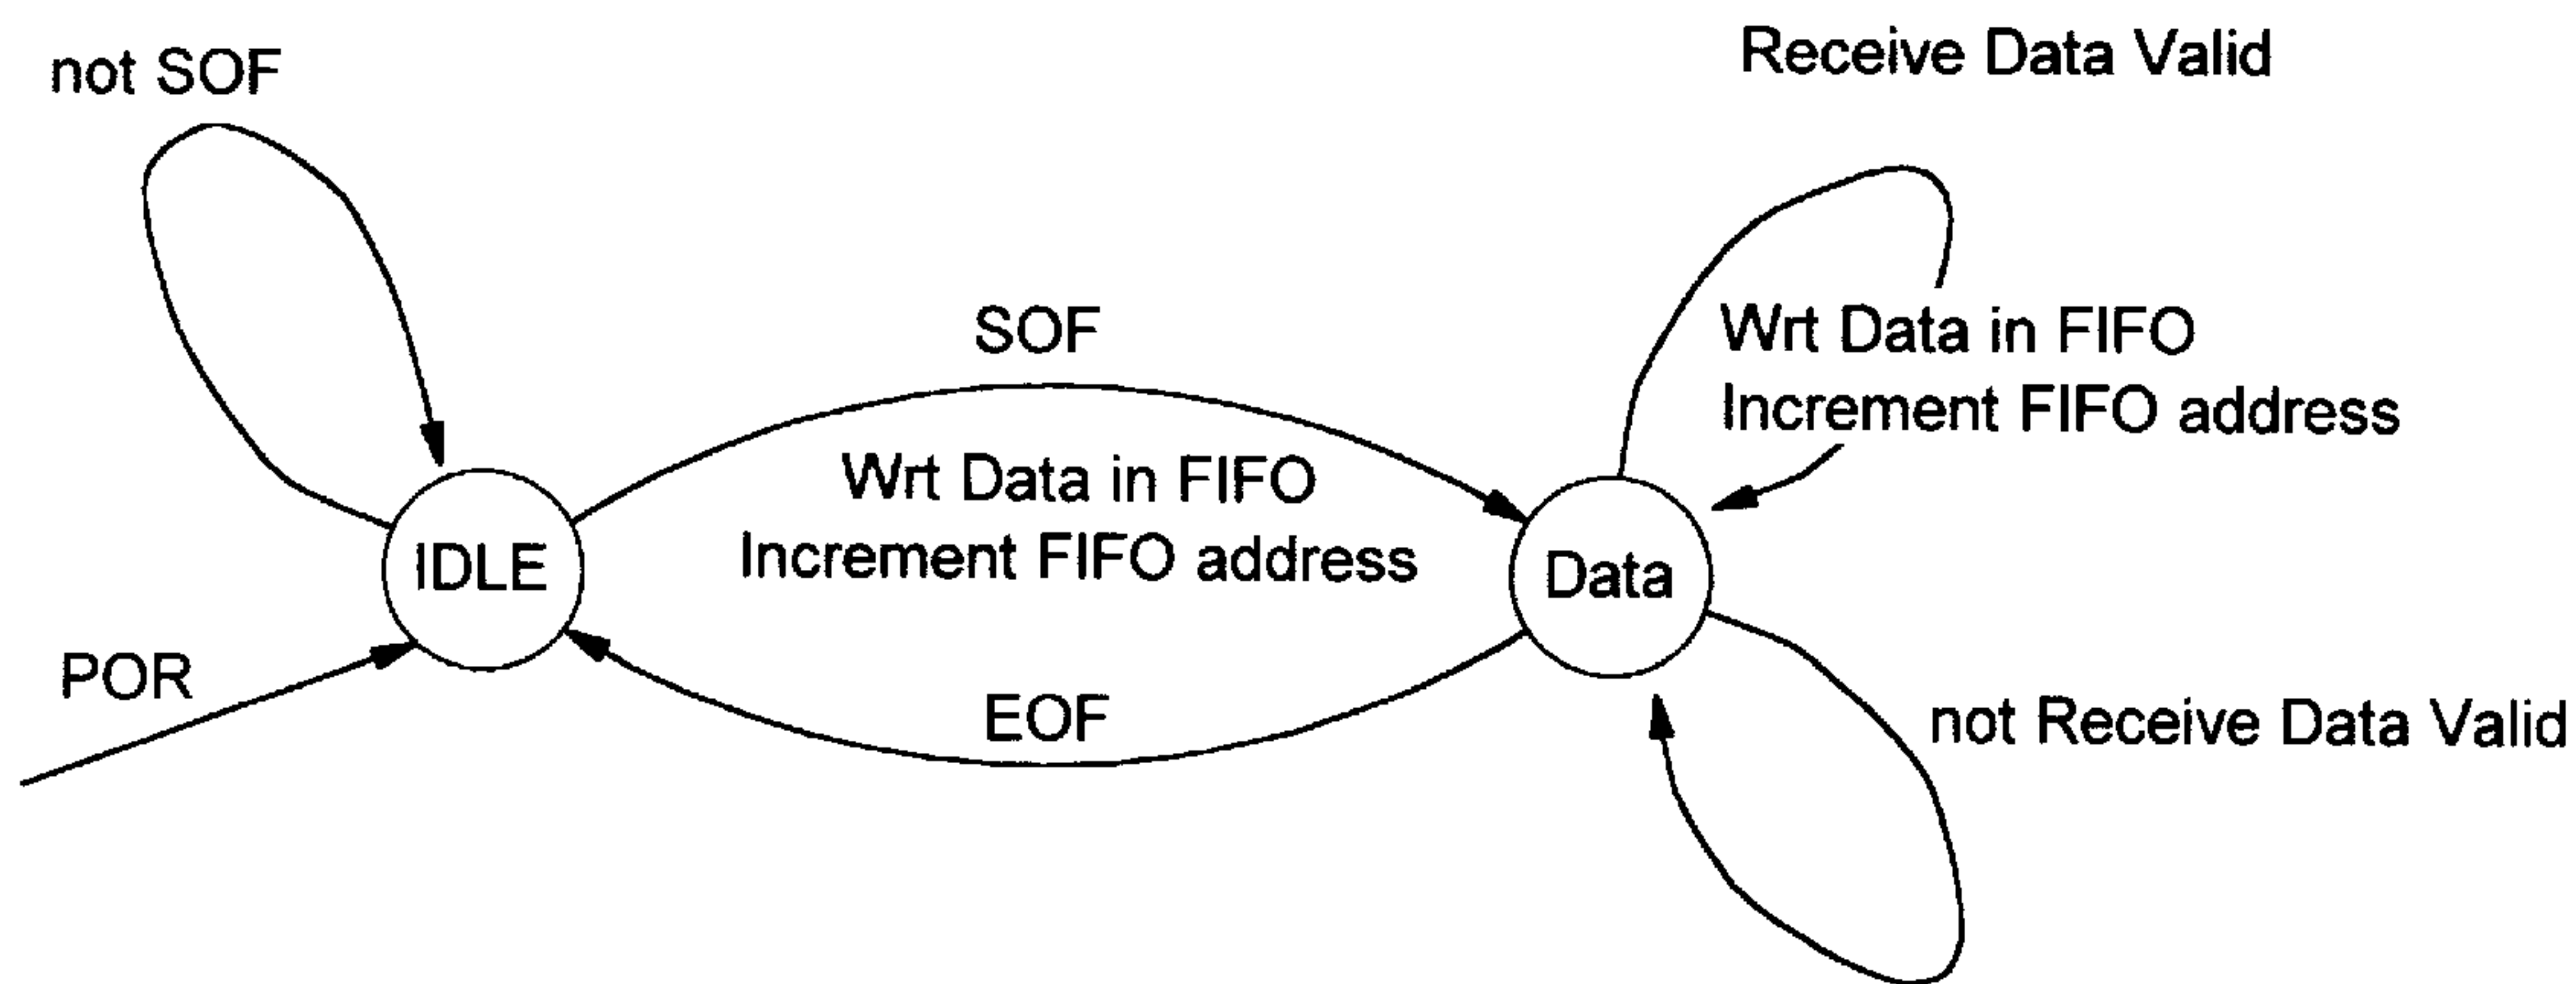 not SOF
Receive Data Valid
SOF
Wrt Data in FIFO
Increment FIFO address
Wrt Data in FIFO
Increment FIFO address
IDLE
Data
POR
EOF
not Receive Data Valid